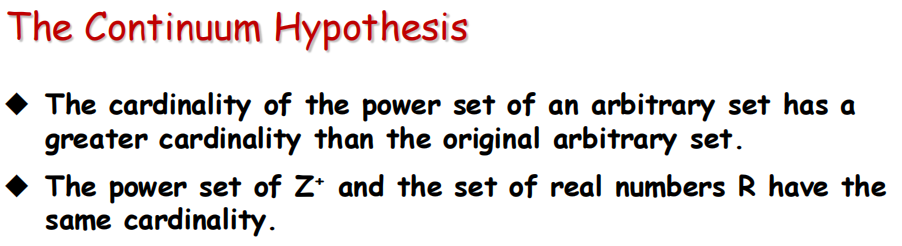 The Continuum Hypothesis
◆ The cardinality of the power set of an arbitrary set has a
greater cardinality than the original arbitrary set.
◆ The power set of Z⁺ and the set of real numbers R have the
same cardinality.